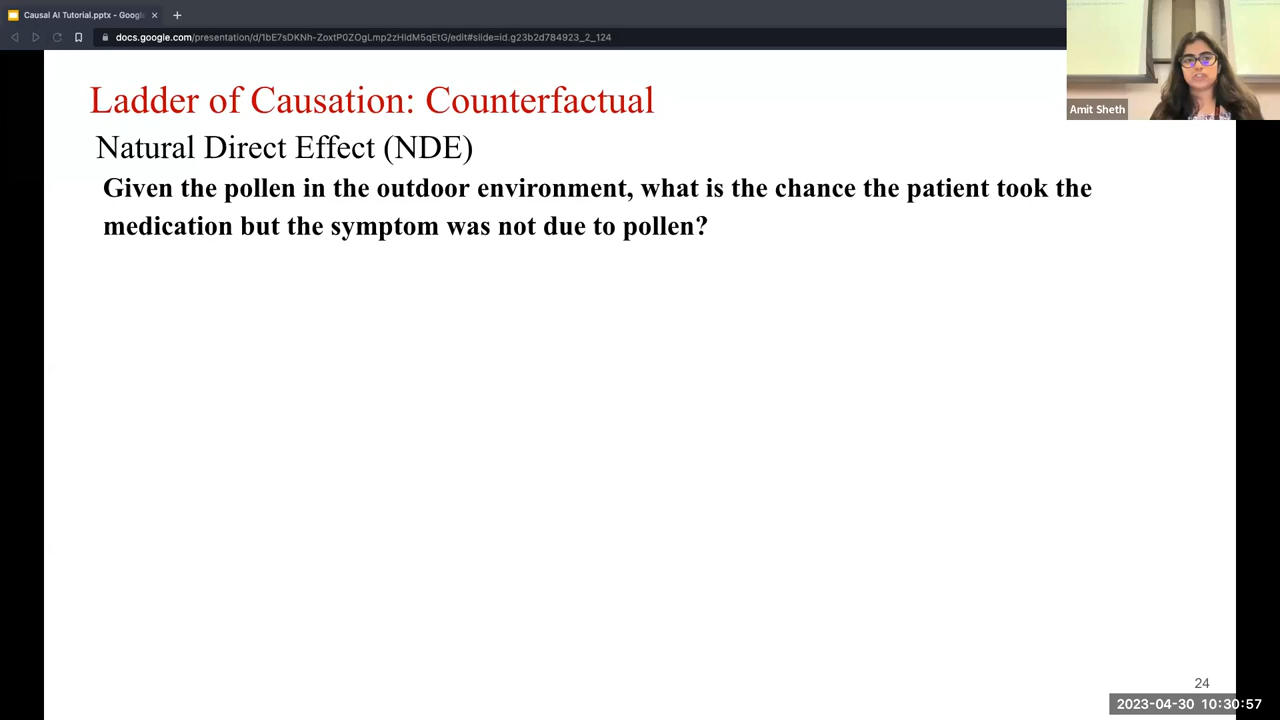 Causal AI Tutorial.pptx - Google
docs.google.com/presentation/d/1bE7sDKNh-ZoxtP0ZOgLmp2zHldM5qEtG/edit#slide=id.g23b2d784923_2_124
Amit Sheth
Ladder of Causation: Counterfactual
Natural Direct Effect (NDE)
Given the pollen in the outdoor environment, what is the chance the patient took the
medication but the symptom was not due to pollen?
24
2023-04-30 10:30:57